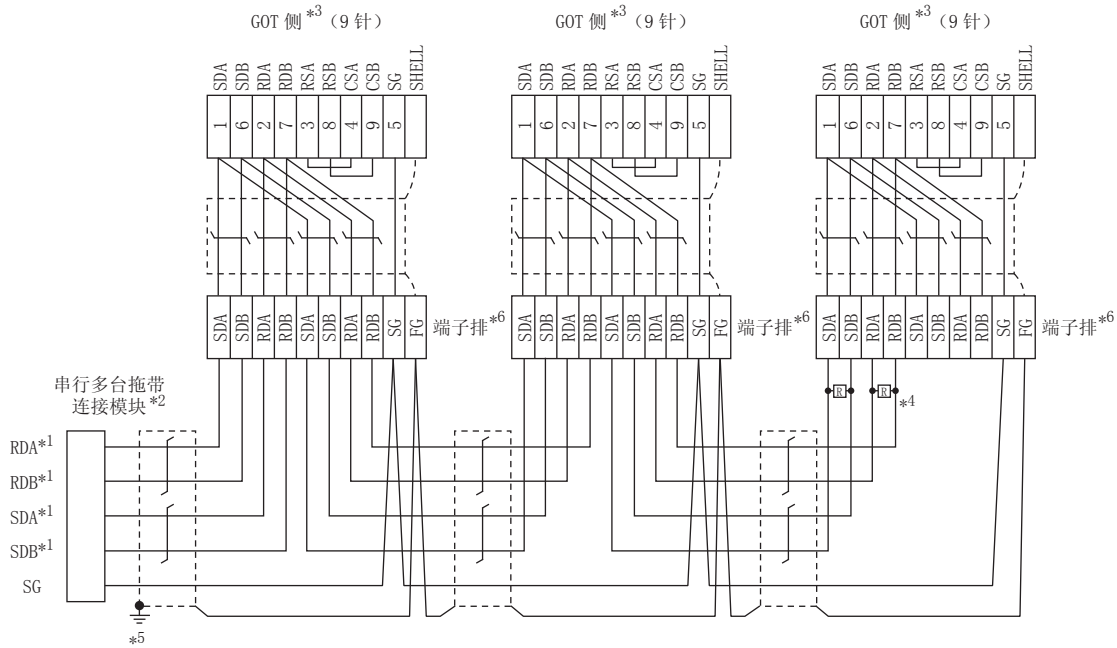 GOT 侧 *3（9 针） GOT 侧 *3（9 针） GOT 侧 *3（9 针）
SDA SDB RDA RDB RSA RSB CSA CSB SG SHELL SDA SDB RDA RDB RSA RSB CSA CSB SG SHELL SDA SDB RDA RDB RSA RSB CSA CSB SG SHELL
1 6 2 7 3 8 4 9 5 1 6 2 7 3 8 4 9 5 1 6 2 7 3 8 4 9 5
SDA SDB RDA RDB SDA SDB RDA RDB SG FG 端子排*6 SDA SDB RDA RDB SDA SDB RDA RDB SG FG 端子排*6 SDA SDB RDA RDB SDA SDB RDA RDB SG FG 端子排*6
R R *4
串行多台拖带
连接模块*2
RDA*1
RDB*1
SDA*1
SDB*1
SG
*5